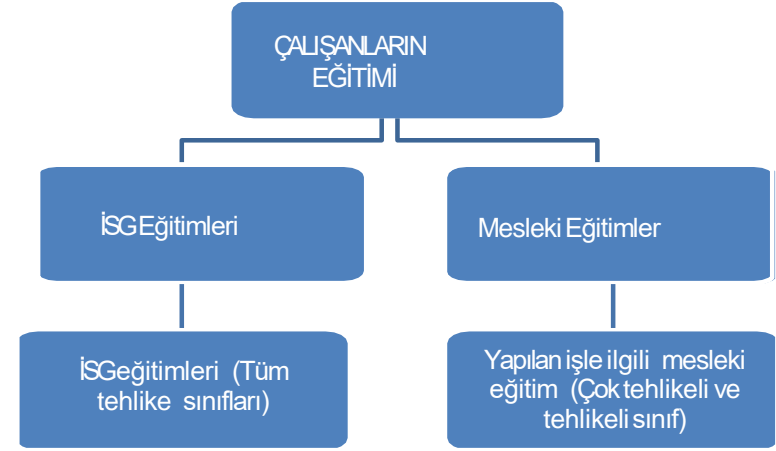 ÇALIŞANLARIN
EĞİTİMİ
İSG Eğitimleri
Mesleki Eğitimler
İSG eğitimleri (Tüm
tehlike sınıfları)
Yapılan işle ilgili mesleki
eğitim (Çok tehlikeli ve
tehlikeli sınıf)